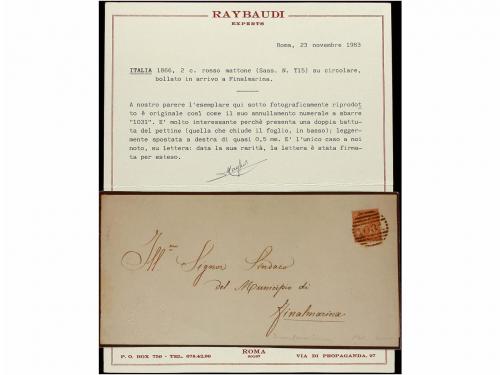 RAYBAUDI
EXPERTS
Roma, 23 novembre 1983
ITALIA 1866, 2 c. rosso mattone (Sass. N. T15) su circolare,
bollato in arrivo a Finalmarina.
A nostro parere l'esemplare qui sotto fotograficamente riprodot-
to è originale così come il suo annullamento numerale a sbarre
"1031". E' molto interessante perchè presenta una doppia battu-
ta del pettine (quella che chiude il foglio, in basso); legger-
mente spostata a destra di quasi 0,5 mm. E' l'unico caso a noi
noto, su lettera: data la sua rarità, la lettera è stata firma-
ta per esteso.
Ill.mo Signor Sindaco
del Municipio di
Finalmarina
P. O. BOX 750 - TEL. 678.42.96
ROMA
VIA DI PROPAGANDA, 27